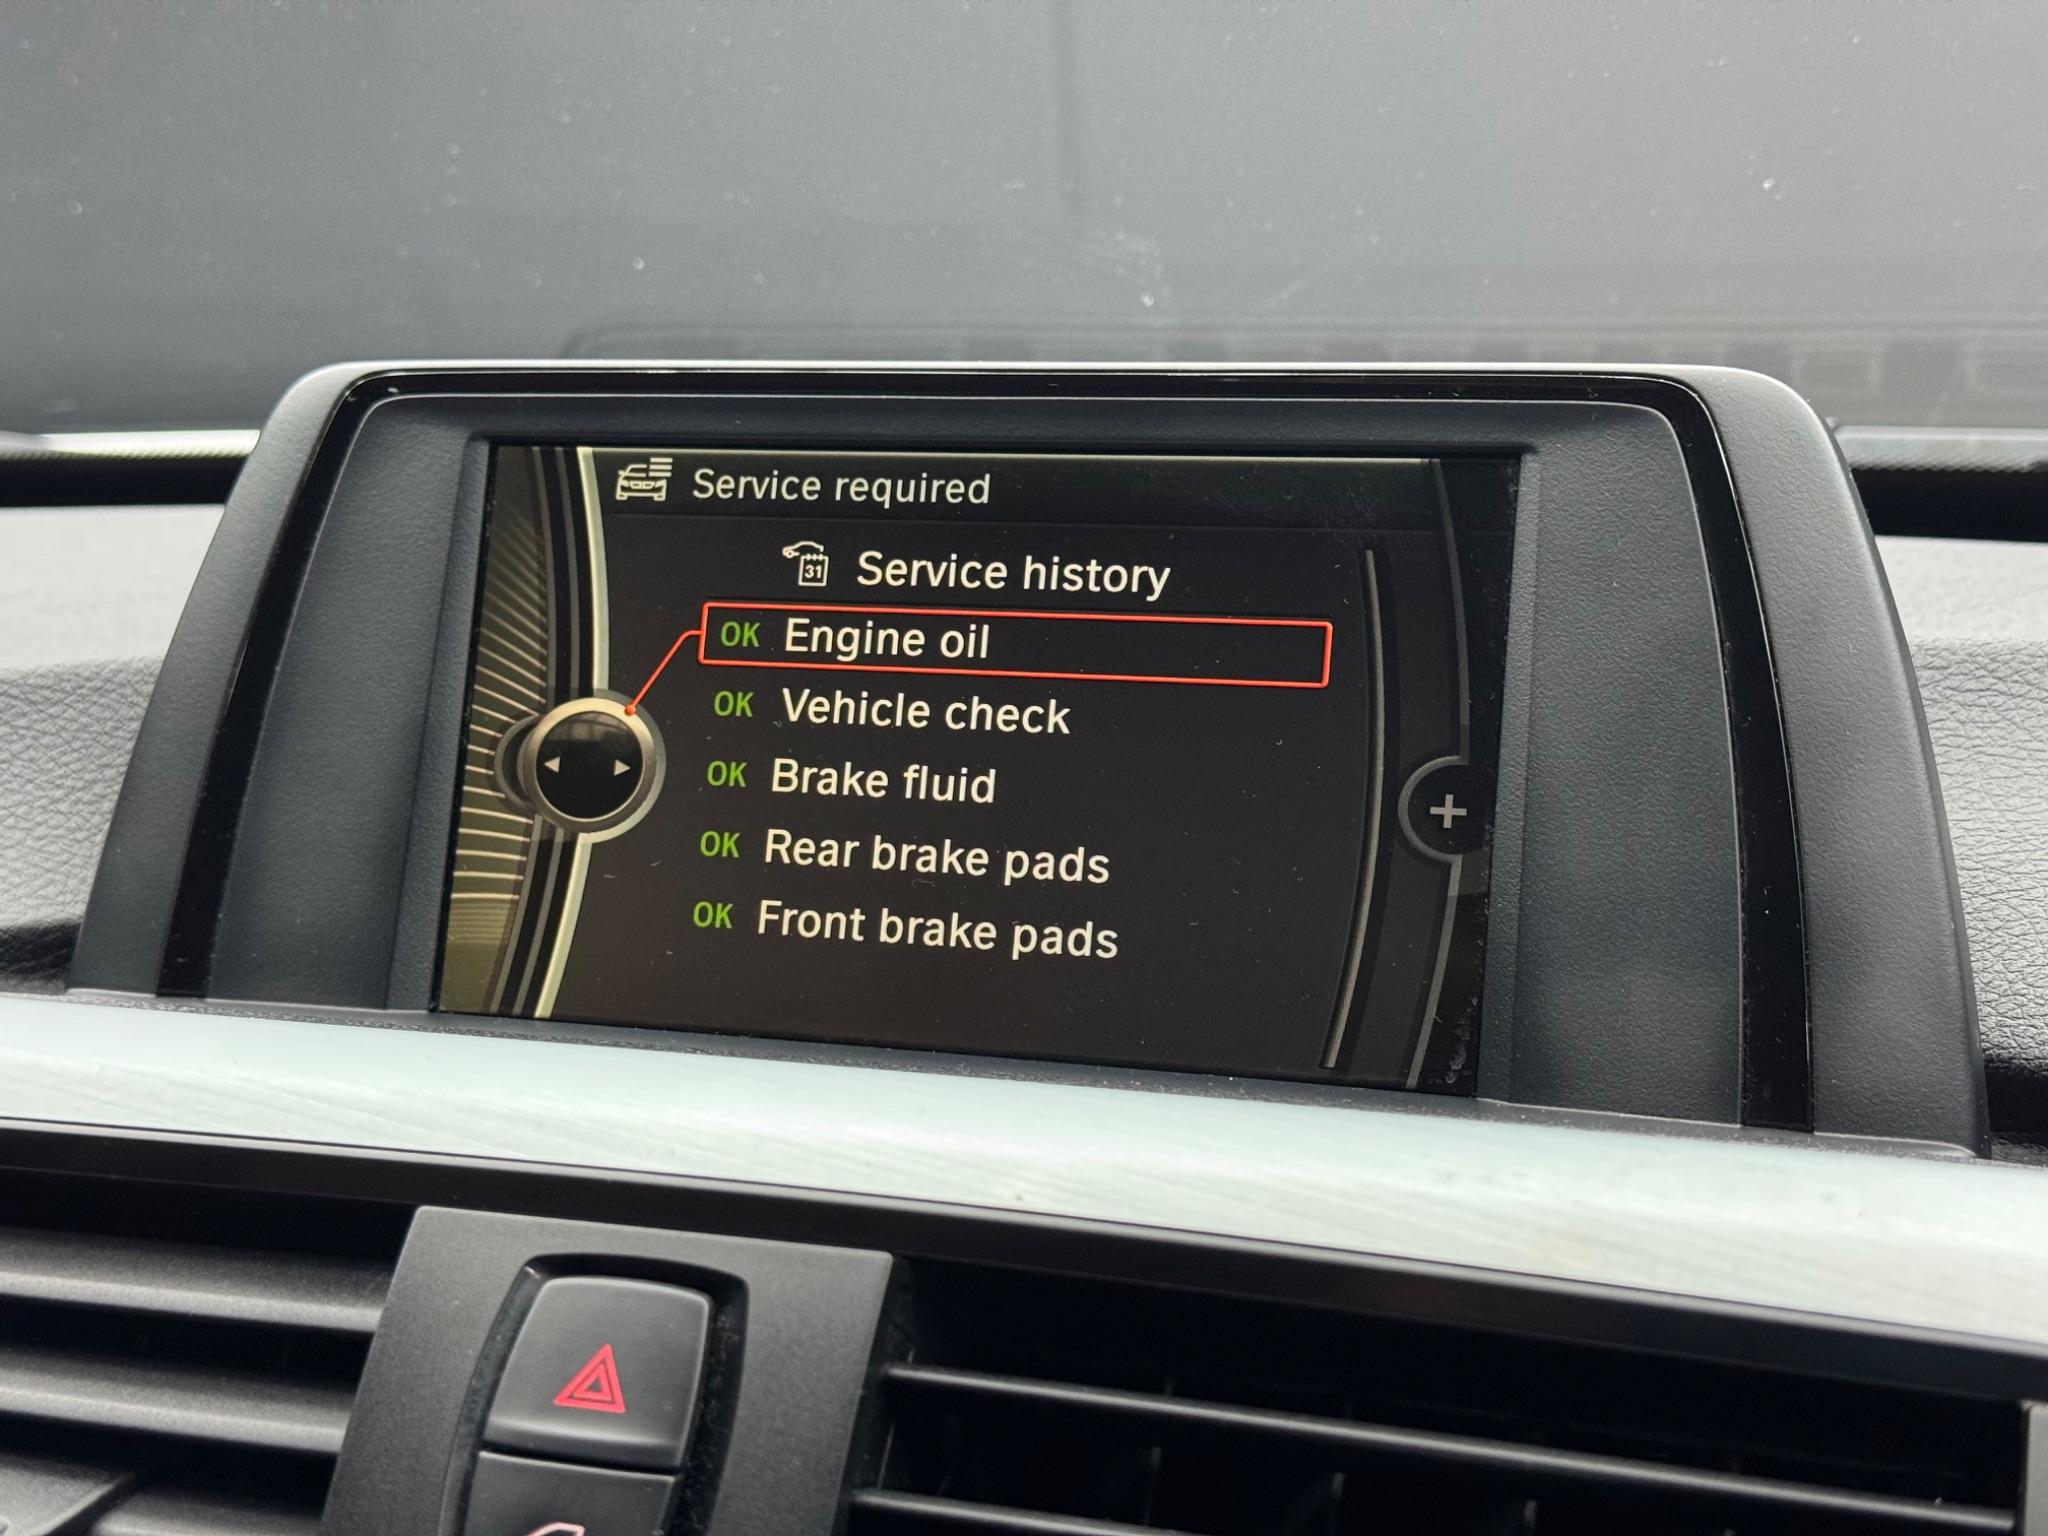 Service required
31 Service history
OK Engine oil
OK Vehicle check
OK Brake fluid
OK Rear brake pads
OK Front brake pads
+